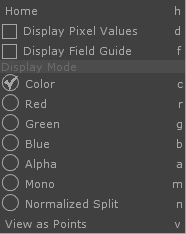 Home h
Display Pixel Values d
Display Field Guide f
Display Mode
Color c
Red r
Green g
Blue b
Alpha a
Mono m
Normalized Split n
View as Points v